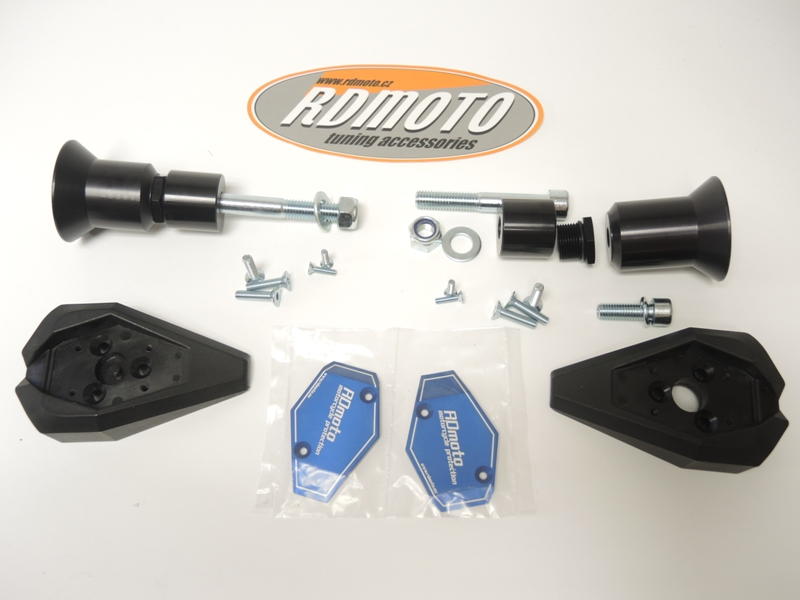 www.rdmoto.cz
RDMOTO
tuning accessories
RDmoto
motorcycle protection
RDmoto
motorcycle protection